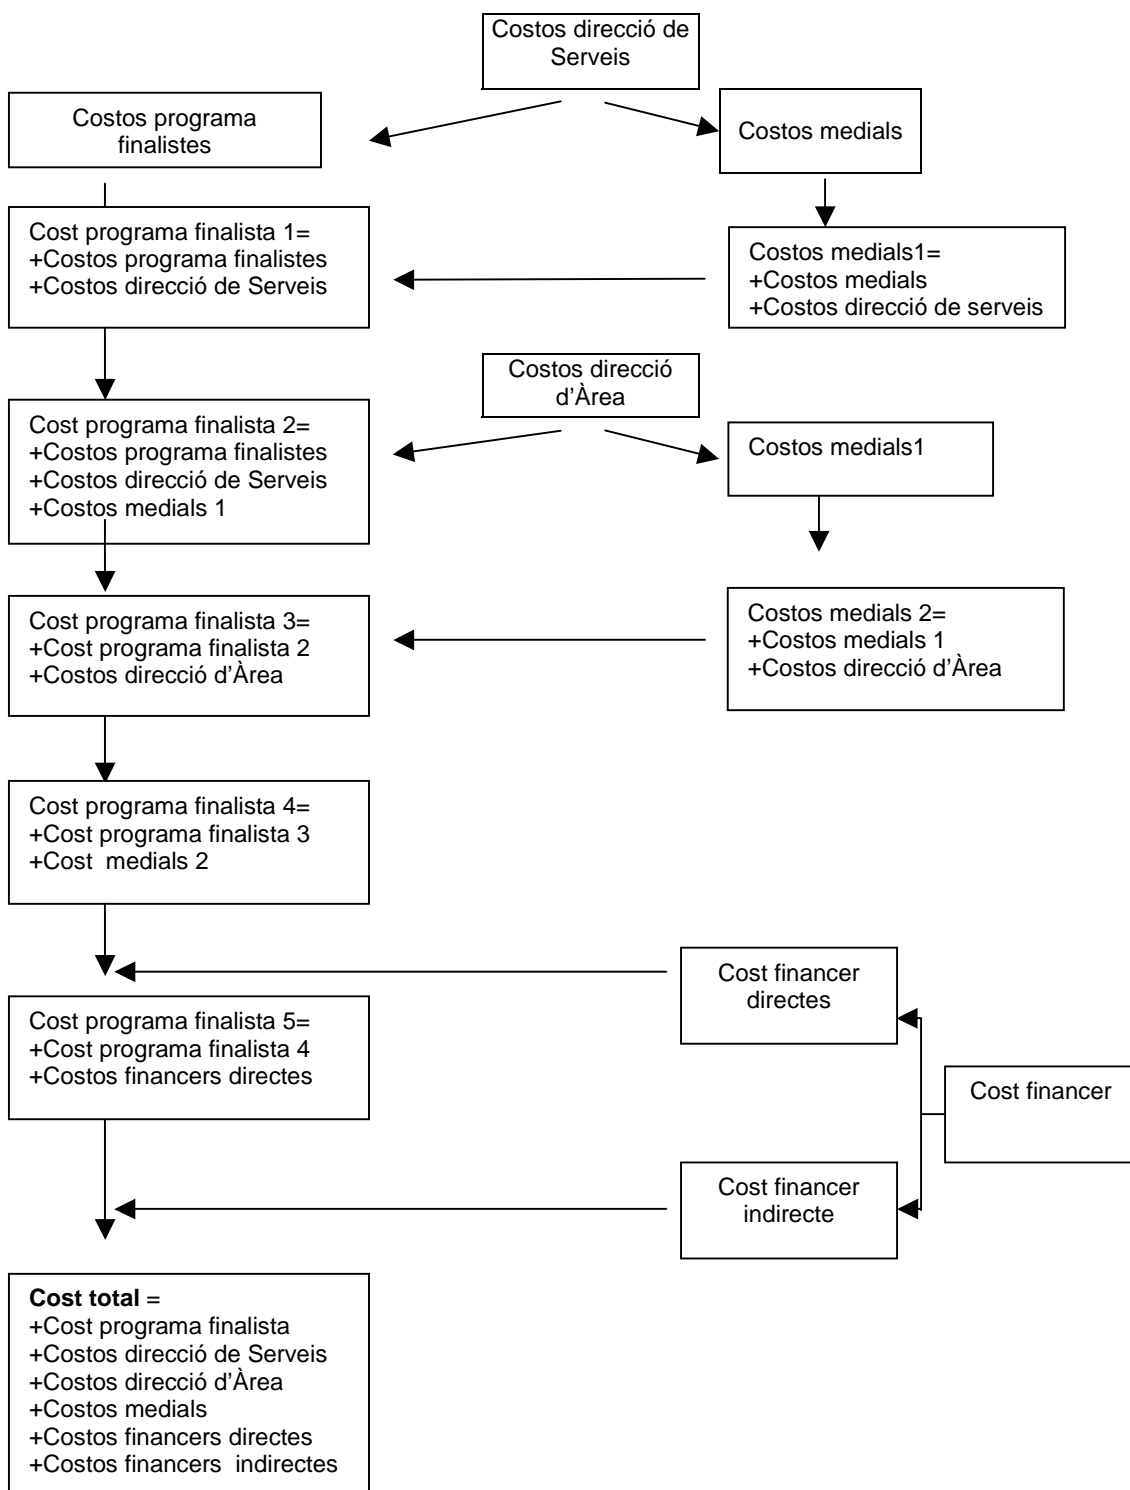 Costos direcció de
Serveis
Costos programa
finalistes
Costos medials
Cost programa finalista 1=
+Costos programa finalistes
+Costos direcció de Serveis
Costos medials1=
+Costos medials
+Costos direcció de serveis
Costos direcció
d'Àrea
Cost programa finalista 2=
+Costos programa finalistes
+Costos direcció de Serveis
+Costos medials 1
Costos medials1
Cost programa finalista 3=
+Cost programa finalista 2
+Costos direcció d'Àrea
Costos medials 2=
+Costos medials 1
+Costos direcció d'Àrea
Cost programa finalista 4=
+Cost programa finalista 3
+Cost  medials 2
Cost financer
directes
Cost programa finalista 5=
+Cost programa finalista 4
+Costos financers directes
Cost financer
Cost financer
indirecte
Cost total =
+Cost programa finalista
+Costos direcció de Serveis
+Costos direcció d'Àrea
+Costos medials
+Costos financers directes
+Costos financers  indirectes